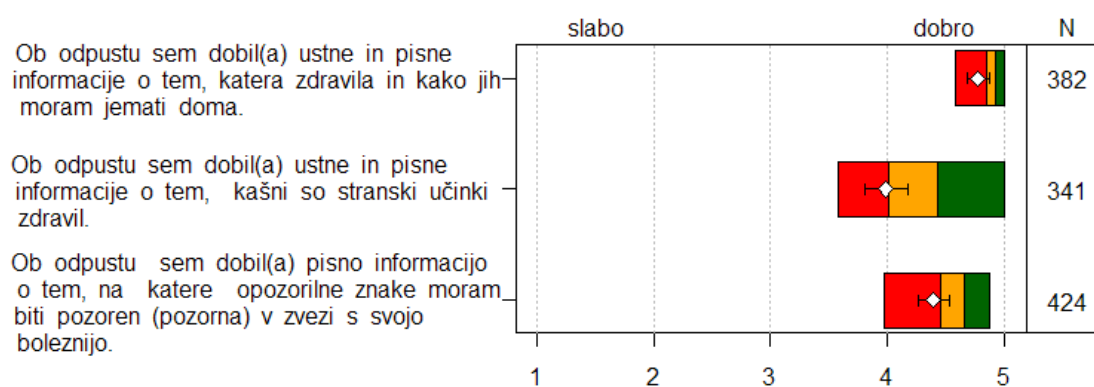 slabo dobro N
Ob odpustu sem dobil(a) ustne in pisne
informacije o tem, katera zdravila in kako jih
moram jemati doma.
382
Ob odpustu sem dobil(a) ustne in pisne
informacije o tem, kašni so stranski učinki
zdravil.
341
Ob odpustu sem dobil(a) pisno informacijo
o tem, na katere opozorilne znake moram
biti pozoren (pozorna) v zvezi s svojo
boleznijo.
424
1 2 3 4 5